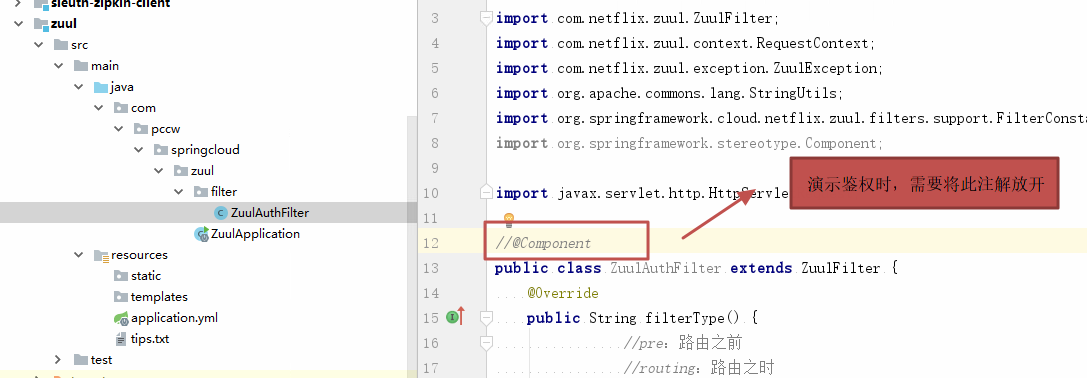 sleuth-zipkin-client
zuul
src
main
java
com
pccw
springcloud
zuul
filter
ZuulAuthFilter
ZuulApplication
resources
static
templates
application.yml
tips.txt
test
3 import com.netflix.zuul.ZuulFilter;
4 import com.netflix.zuul.context.RequestContext;
5 import com.netflix.zuul.exception.ZuulException;
6 import org.apache.commons.lang.StringUtils;
7 import org.springframework.cloud.netflix.zuul.filters.support.FilterConsta
8 import org.springframework.stereotype.Component;
9
10 import javax.servlet.http.HttpServle
演示鉴权时，需要将此注解放开
11
12 //@Component
13 public class ZuulAuthFilter extends ZuulFilter {
14 @Override
15 public String filterType() {
16 //pre：路由之前
17 //routing：路由之时